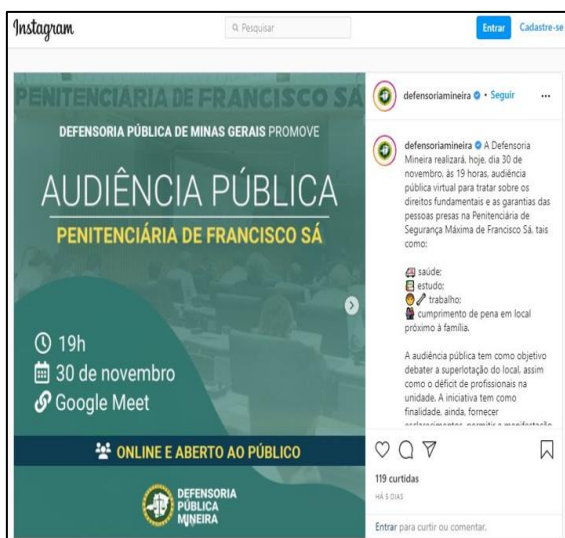 Instagram
Pesquisar
Entrar
Cadastre-se
PENITENCIÁRIA DE FRANCISCO SÁ
DEFENSORIA PÚBLICA DE MINAS GERAIS PROMOVE
AUDIÊNCIA PÚBLICA
PENITENCIÁRIA DE FRANCISCO SÁ
19h
30 de novembro
Google Meet
ONLINE E ABERTO AO PÚBLICO
DEFENSORIA
PÚBLICA
MINEIRA
defensoriamineira • Seguir
defensoriamineira A Defensoria
Mineira realizará, hoje, dia 30 de
novembro, às 19 horas, audiência
pública virtual para tratar sobre os
direitos fundamentais e as garantias das
pessoas presas na Penitenciária de
Segurança Máxima de Francisco Sá, tais
como:
saúde;
estudo;
trabalho;
cumprimento de pena em local
próximo à família.
A audiência pública tem como objetivo
debater a superlotação do local, assim
como o déficit de profissionais na
unidade. A iniciativa tem como
finalidade, ainda, fornecer
esclarecimentos, permitir a manifestação
119 curtidas
HÁ 5 DIAS
Entrar para curtir ou comentar.